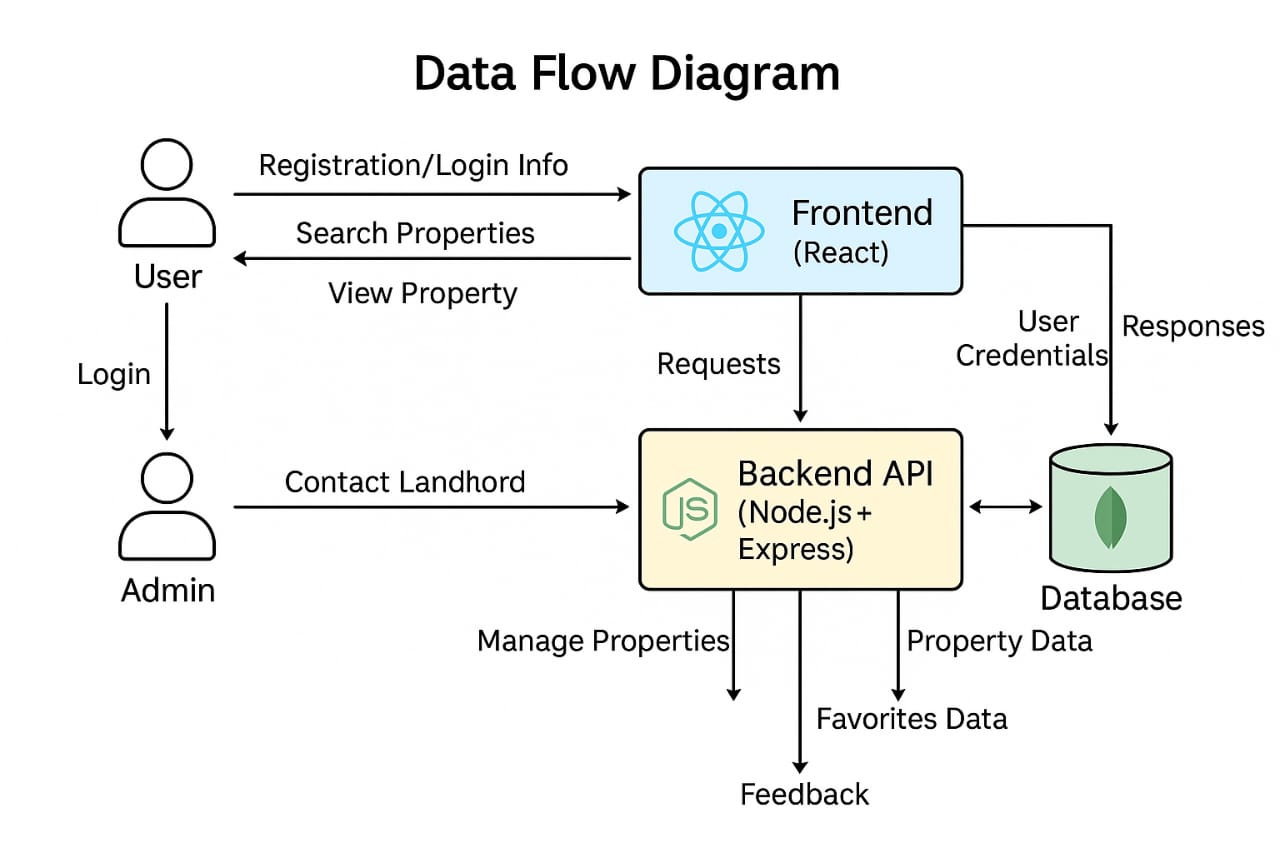 Data Flow Diagram
Registration/Login Info
Search Properties
View Property
User
Frontend
(React)
Login
Requests
User
Credentials
Responses
Contact Landhord
Admin
JS
Backend API
(Node.js+
Express)
Database
Manage Properties
Property Data
Favorites Data
Feedback